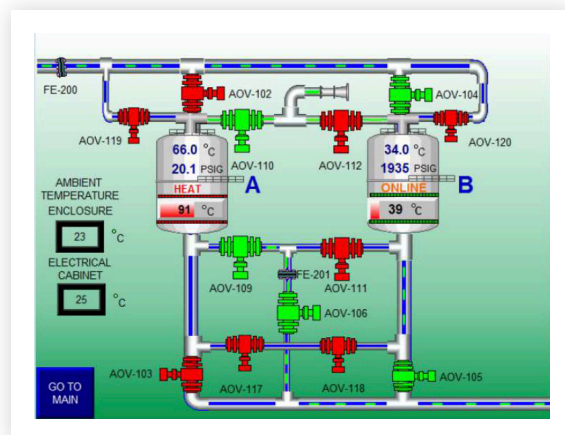 FE-200
AOV-102
AOV-104
AOV-119
AOV-110
AOV-112
AOV-120
66.0 °C
20.1 PSIG
HEAT
91 °C
A
34.0 °C
1935 PSIG
ONLINE
39 °C
B
AMBIENT
TEMPERATURE
ENCLOSURE
23 °C
ELECTRICAL
CABINET
25 °C
AOV-109
FE-201
AOV-111
AOV-106
AOV-103
AOV-117
AOV-118
AOV-105
GO TO
MAIN